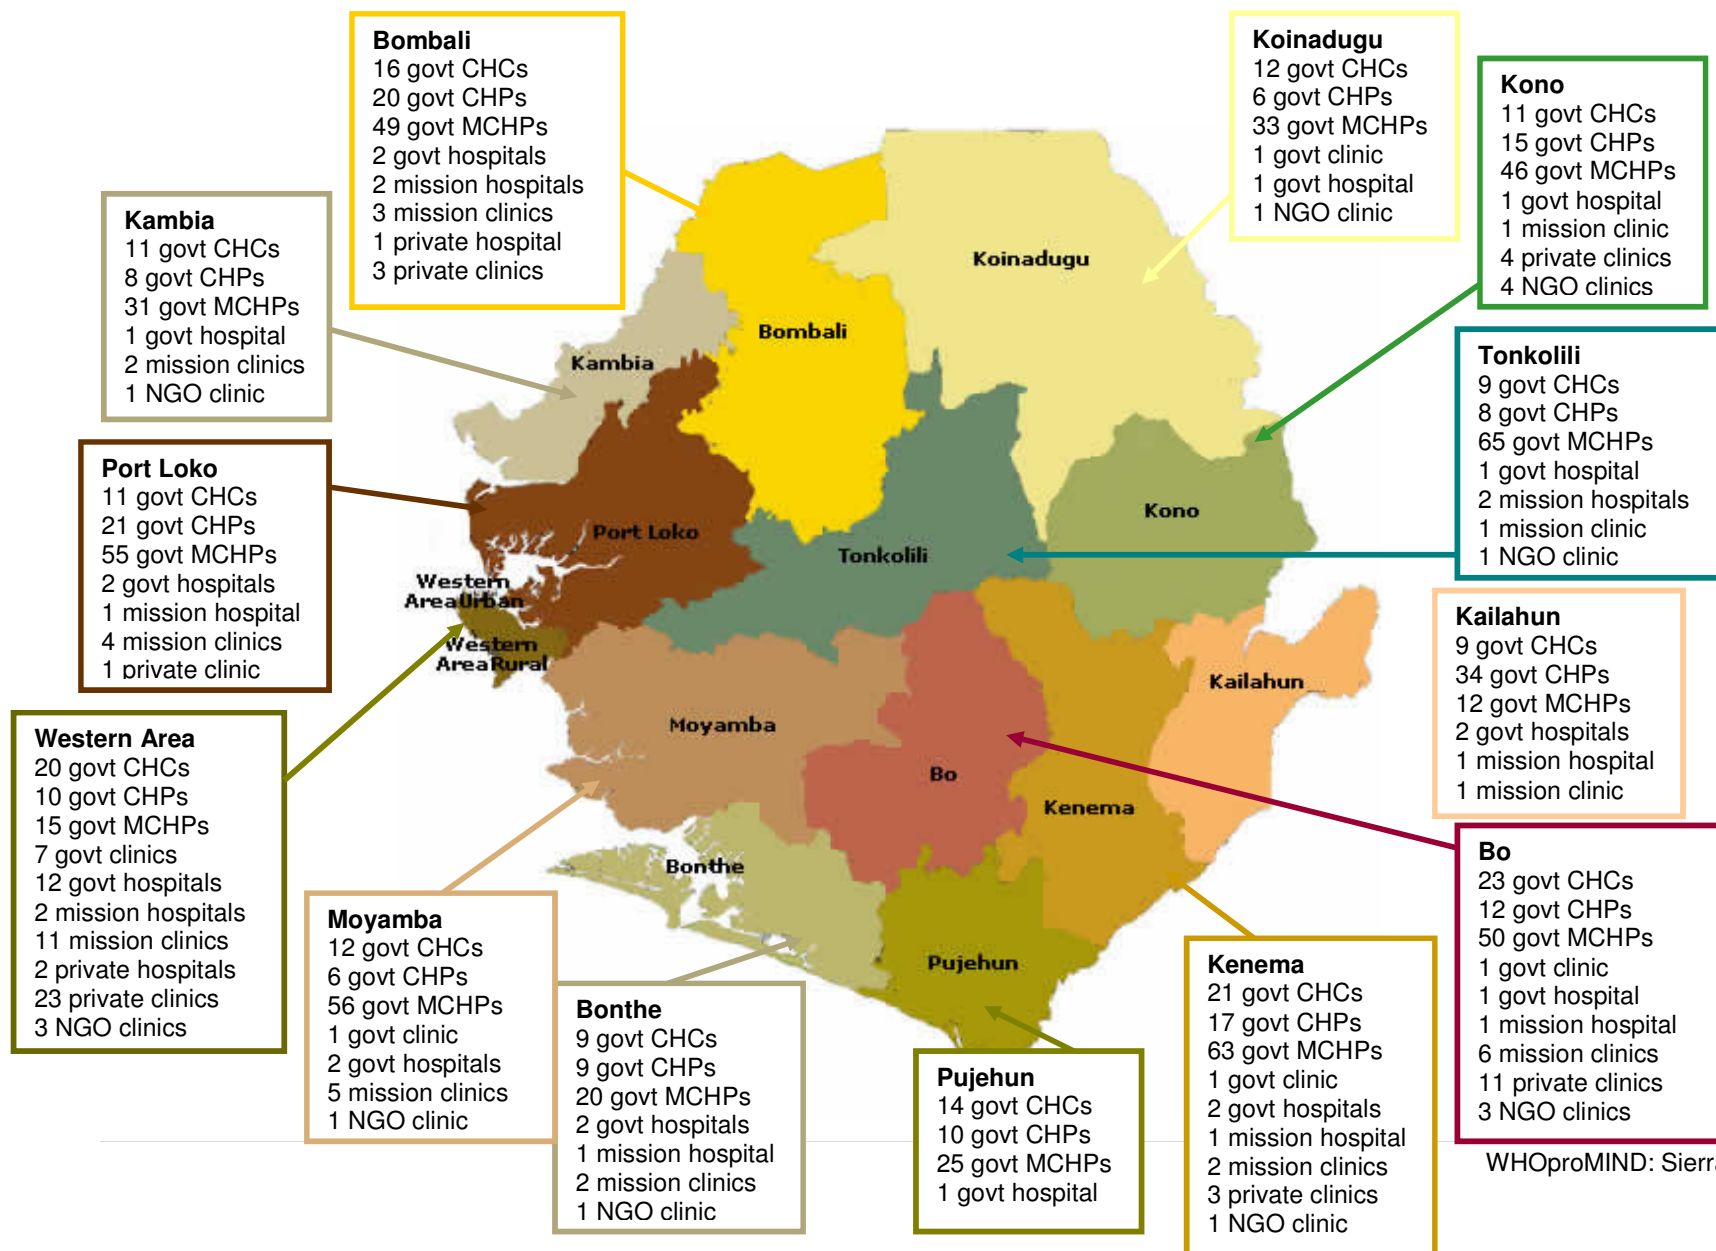 Bombali
16 govt CHCs
20 govt CHPs
49 govt MCHPs
2 govt hospitals
2 mission hospitals
3 mission clinics
1 private hospital
3 private clinics
Koinadugu
12 govt CHCs
6 govt CHPs
33 govt MCHPs
1 govt clinic
1 govt hospital
1 NGO clinic
Kono
11 govt CHCs
15 govt CHPs
46 govt MCHPs
1 govt hospital
1 mission clinic
4 private clinics
4 NGO clinics
Kambia
11 govt CHCs
8 govt CHPs
31 govt MCHPs
1 govt hospital
2 mission clinics
1 NGO clinic
Tonkolili
9 govt CHCs
8 govt CHPs
65 govt MCHPs
1 govt hospital
2 mission hospitals
1 mission clinic
1 NGO clinic
Port Loko
11 govt CHCs
21 govt CHPs
55 govt MCHPs
2 govt hospitals
1 mission hospital
4 mission clinics
1 private clinic
Kailahun
9 govt CHCs
34 govt CHPs
12 govt MCHPs
2 govt hospitals
1 mission hospital
1 mission clinic
Western Area
20 govt CHCs
10 govt CHPs
15 govt MCHPs
7 govt clinics
12 govt hospitals
2 mission hospitals
11 mission clinics
2 private hospitals
23 private clinics
3 NGO clinics
Moyamba
12 govt CHCs
6 govt CHPs
56 govt MCHPs
1 govt clinic
2 govt hospitals
5 mission clinics
1 NGO clinic
Bonthe
9 govt CHCs
9 govt CHPs
20 govt MCHPs
2 govt hospitals
1 mission hospital
2 mission clinics
1 NGO clinic
Pujehun
14 govt CHCs
10 govt CHPs
25 govt MCHPs
1 govt hospital
Kenema
21 govt CHCs
17 govt CHPs
63 govt MCHPs
1 govt clinic
2 govt hospitals
1 mission hospital
2 mission clinics
3 private clinics
1 NGO clinic
Bo
23 govt CHCs
12 govt CHPs
50 govt MCHPs
1 govt clinic
1 govt hospital
1 mission hospital
6 mission clinics
11 private clinics
3 NGO clinics
Koinadugu
Bombali
Kambia
Kono
Port Loko
Tonkolili
Western
Area Urban
Western
Area Rural
Kailahun
Moyamba
Bo
Kenema
Bonthe
Pujehun
WHOproMIND: Sierra